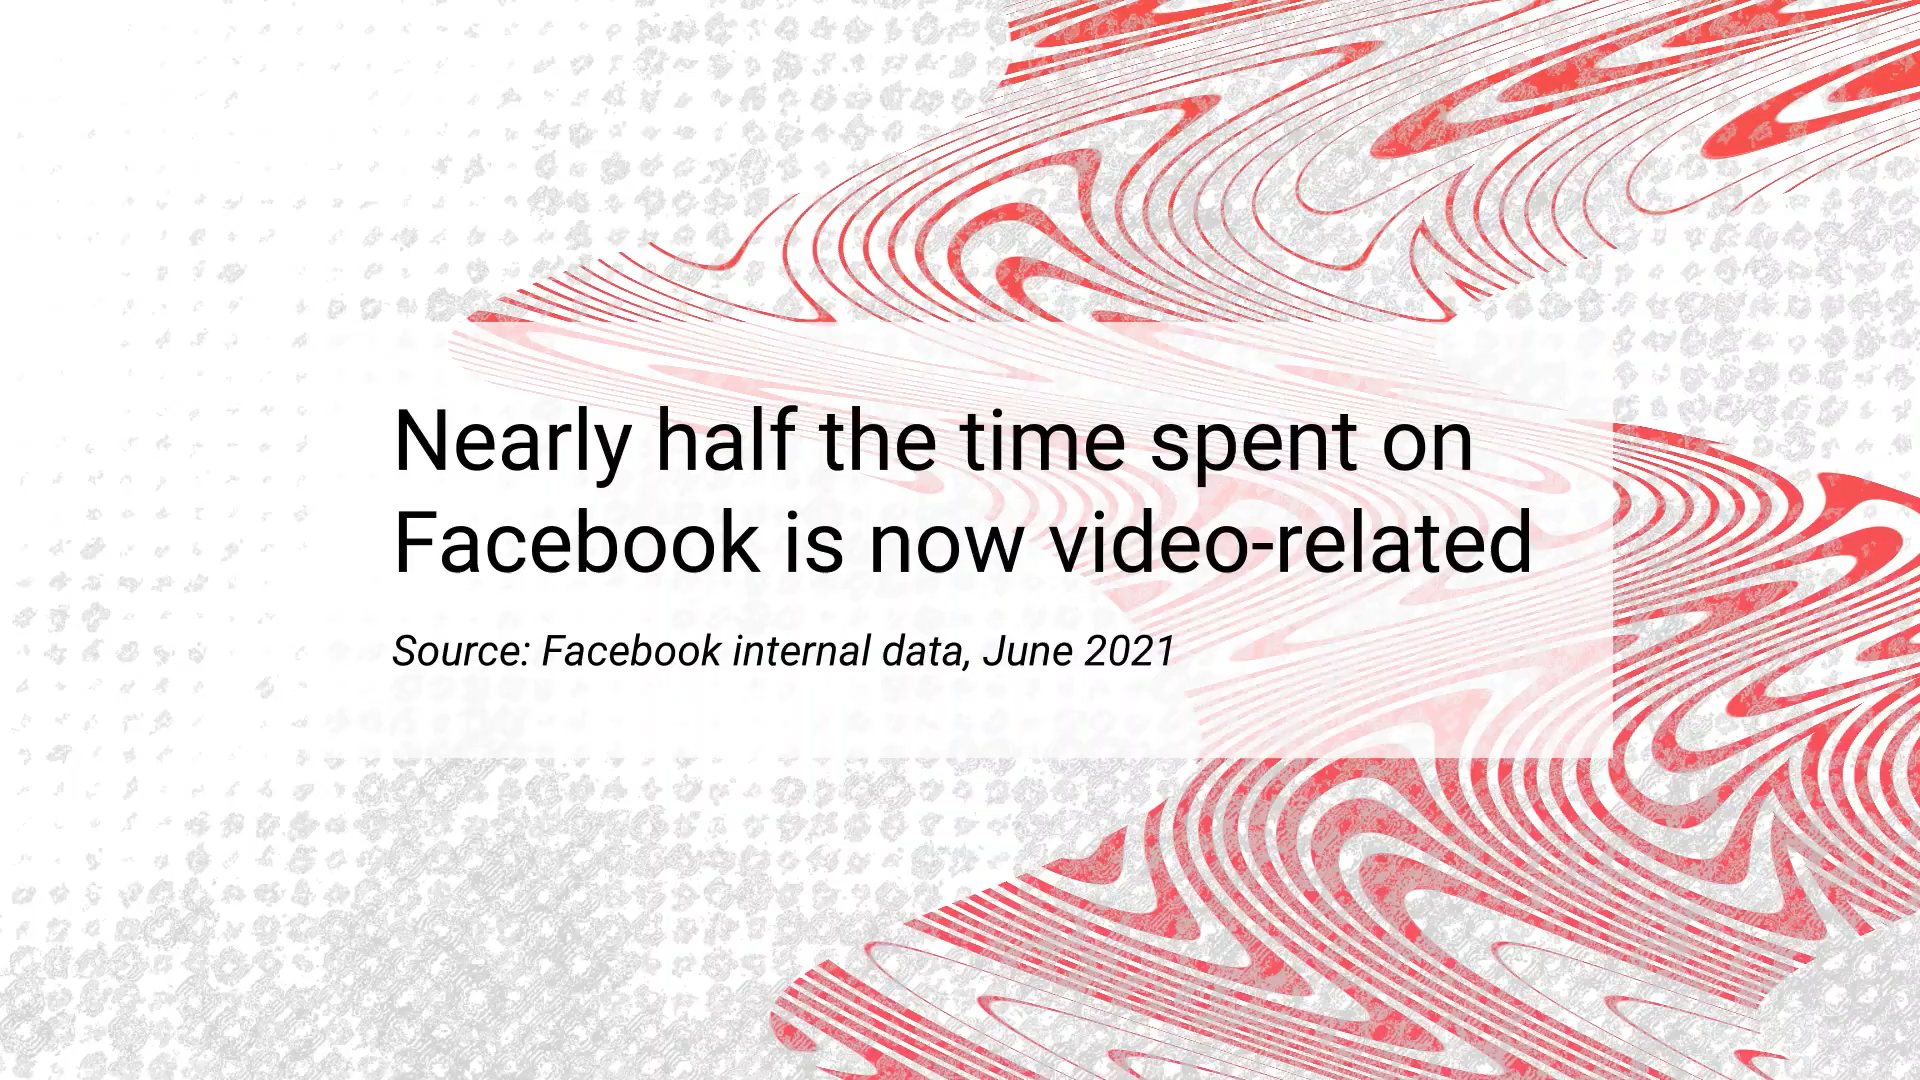 Nearly half the time spent on
Facebook is now video-related
Source: Facebook internal data, June 2021